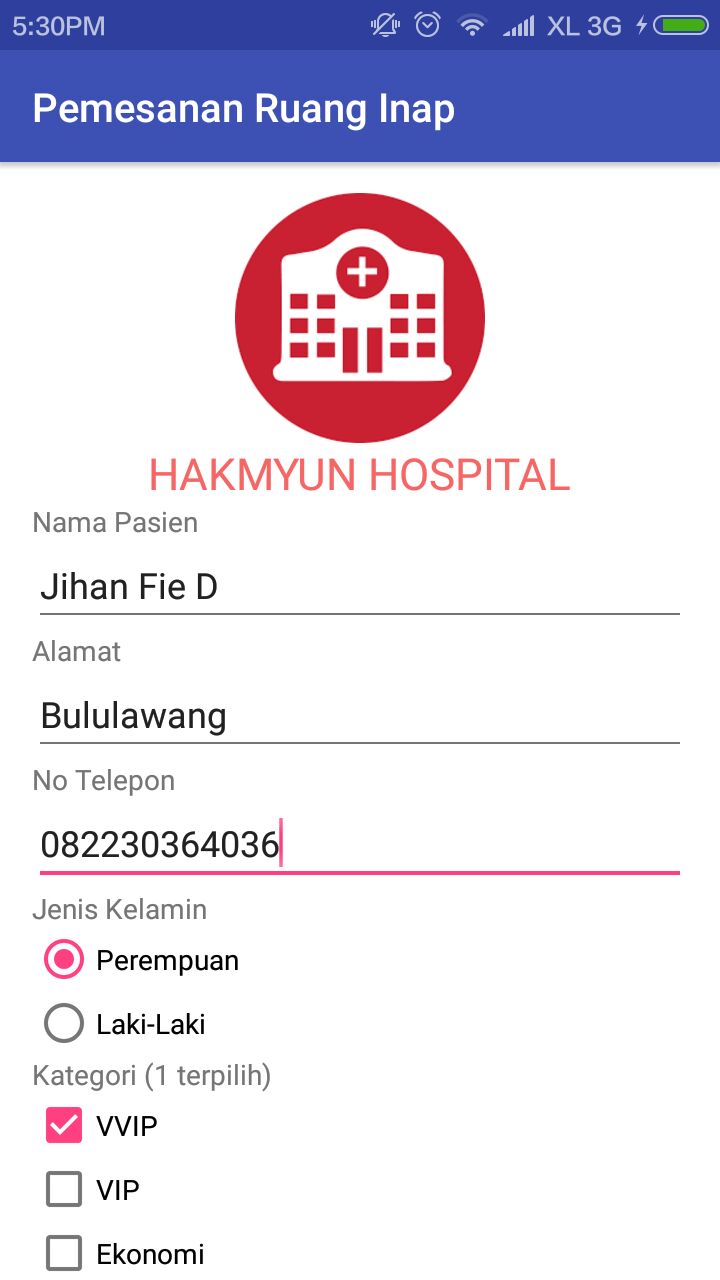 5:30PM XL 3G
Pemesanan Ruang Inap
HAKMYUN HOSPITAL
Nama Pasien
Jihan Fie D
Alamat
Bululawang
No Telepon
082230364036
Jenis Kelamin
Perempuan
Laki-Laki
Kategori (1 terpilih)
VVIP
VIP
Ekonomi